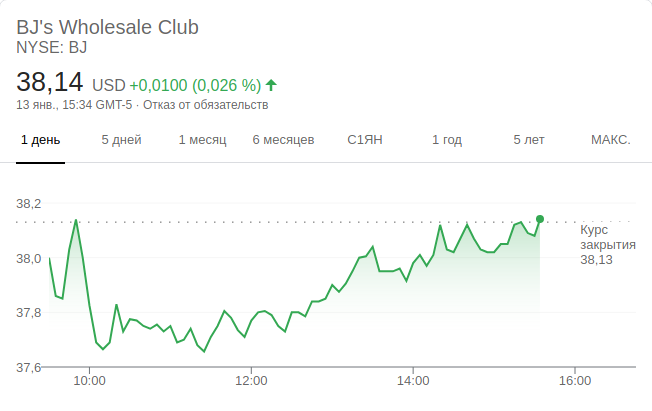 BJ's Wholesale Club
NYSE: BJ
38,14 USD +0,0100 (0,026 %)
13 янв., 15:34 GMT-5 · Отказ от обязательств
1 день 5 дней 1 месяц 6 месяцев С1ЯН 1 год 5 лет МАКС.
38,2
Курс
закрытия
38,13
38,0
37,8
37,6
10:00 12:00 14:00 16:00